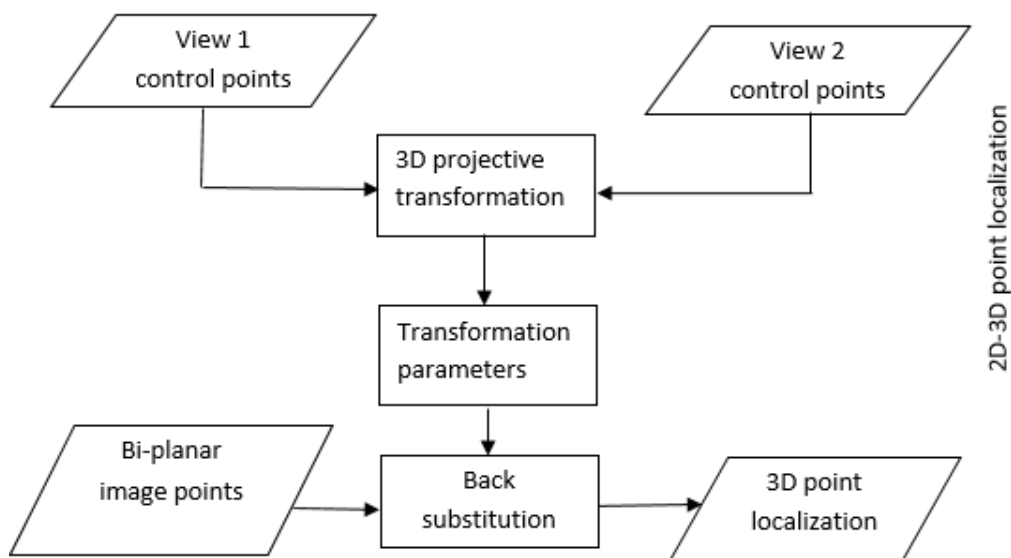 View 1
control points
View 2
control points
3D projective
transformation
2D-3D point localization
Transformation
parameters
Bi-planar
image points
Back
substitution
3D point
localization